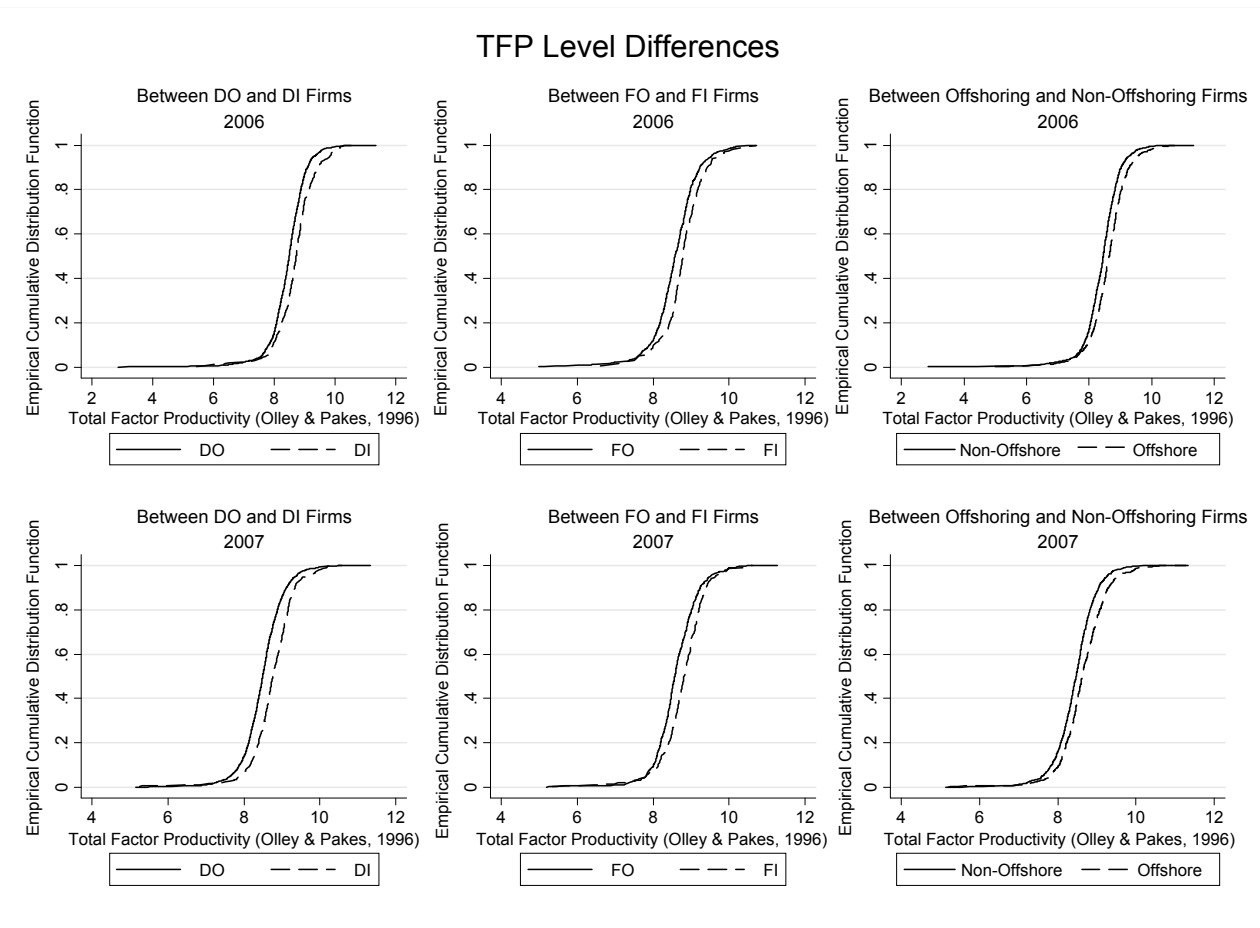 TFP Level Differences
Between DO and DI Firms
2006
Empirical Cumulative Distribution Function
1
.8
.6
.4
.2
0
2 4 6 8 10 12
Total Factor Productivity (Olley & Pakes, 1996)
DO DI
Between FO and FI Firms
2006
Empirical Cumulative Distribution Function
1
.8
.6
.4
.2
0
4 6 8 10 12
Total Factor Productivity (Olley & Pakes, 1996)
FO FI
Between Offshoring and Non-Offshoring Firms
2006
Empirical Cumulative Distribution Function
1
.8
.6
.4
.2
0
2 4 6 8 10 12
Total Factor Productivity (Olley & Pakes, 1996)
Non-Offshore Offshore
Between DO and DI Firms
2007
Empirical Cumulative Distribution Function
1
.8
.6
.4
.2
0
4 6 8 10 12
Total Factor Productivity (Olley & Pakes, 1996)
DO DI
Between FO and FI Firms
2007
Empirical Cumulative Distribution Function
1
.8
.6
.4
.2
0
4 6 8 10 12
Total Factor Productivity (Olley & Pakes, 1996)
FO FI
Between Offshoring and Non-Offshoring Firms
2007
Empirical Cumulative Distribution Function
1
.8
.6
.4
.2
0
4 6 8 10 12
Total Factor Productivity (Olley & Pakes, 1996)
Non-Offshore Offshore